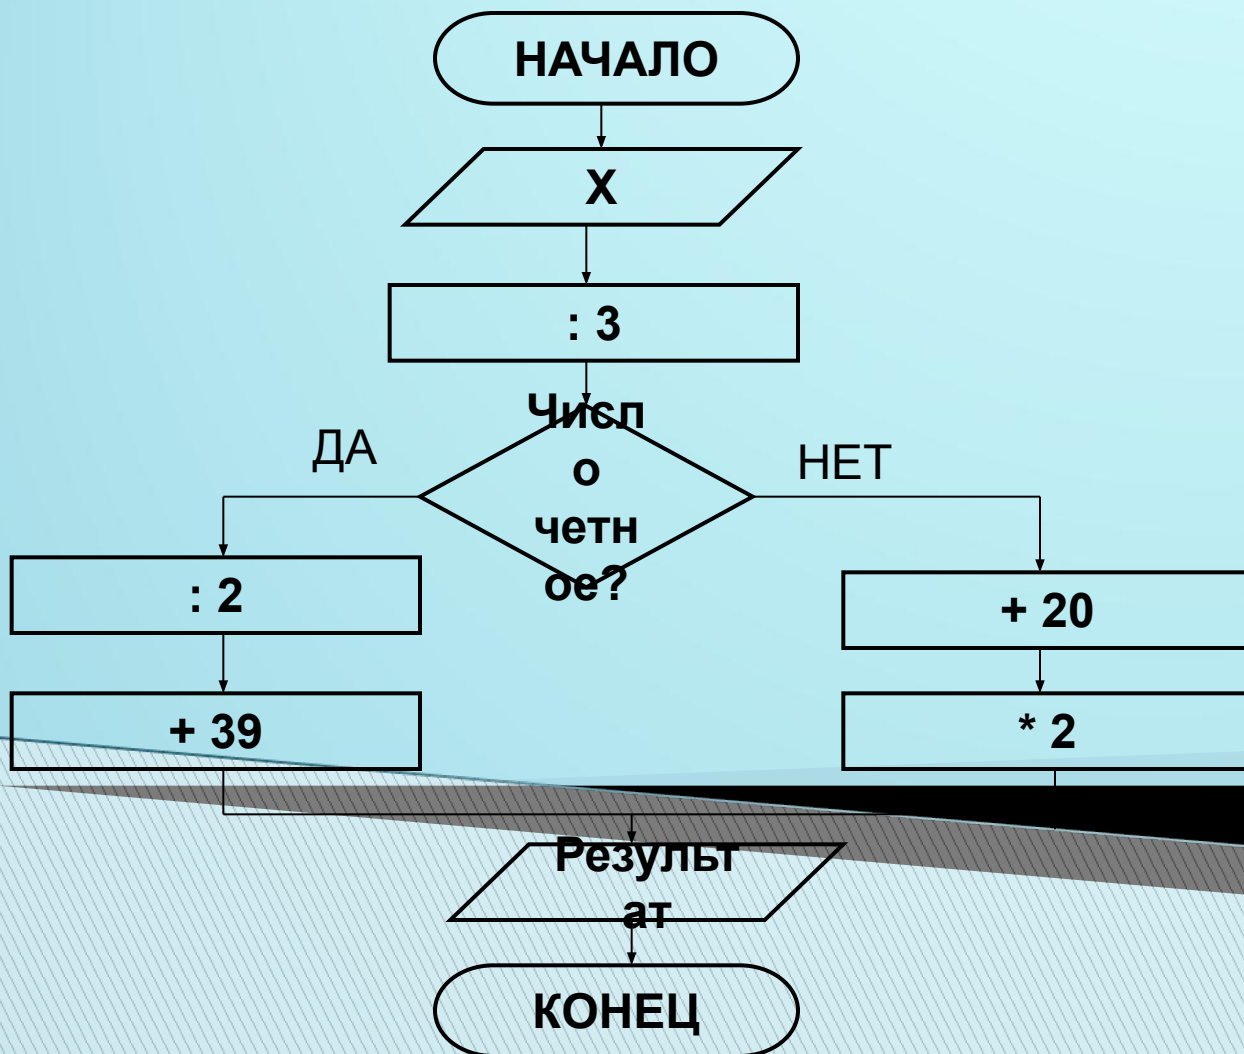 НАЧАЛО
Х
: 3
Числ
о
четн
ое?
ДА
НЕТ
: 2
+ 20
+ 39
* 2
Результ
ат
КОНЕЦ